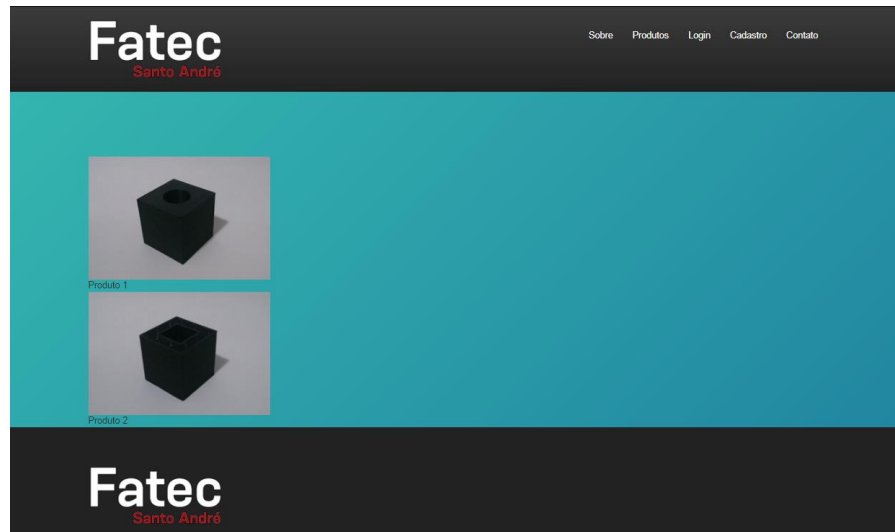 Fatec
Santo André
Sobre Produtos Login Cadastro Contato
Produto 1
Produto 2
Fatec
Santo André